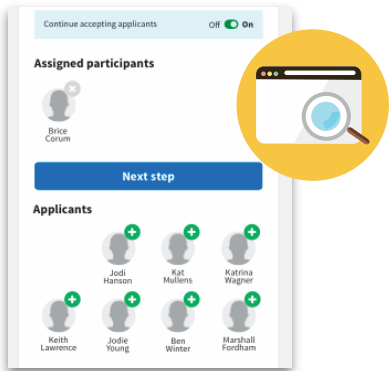 Continue accepting applicants Off On
Assigned participants
Brice
Corum
Next step
Applicants
Jodi
Hanson
Kat
Mullens
Katrina
Wagner
Keith
Lawrence
Jodie
Young
Ben
Winter
Marshall
Fordham